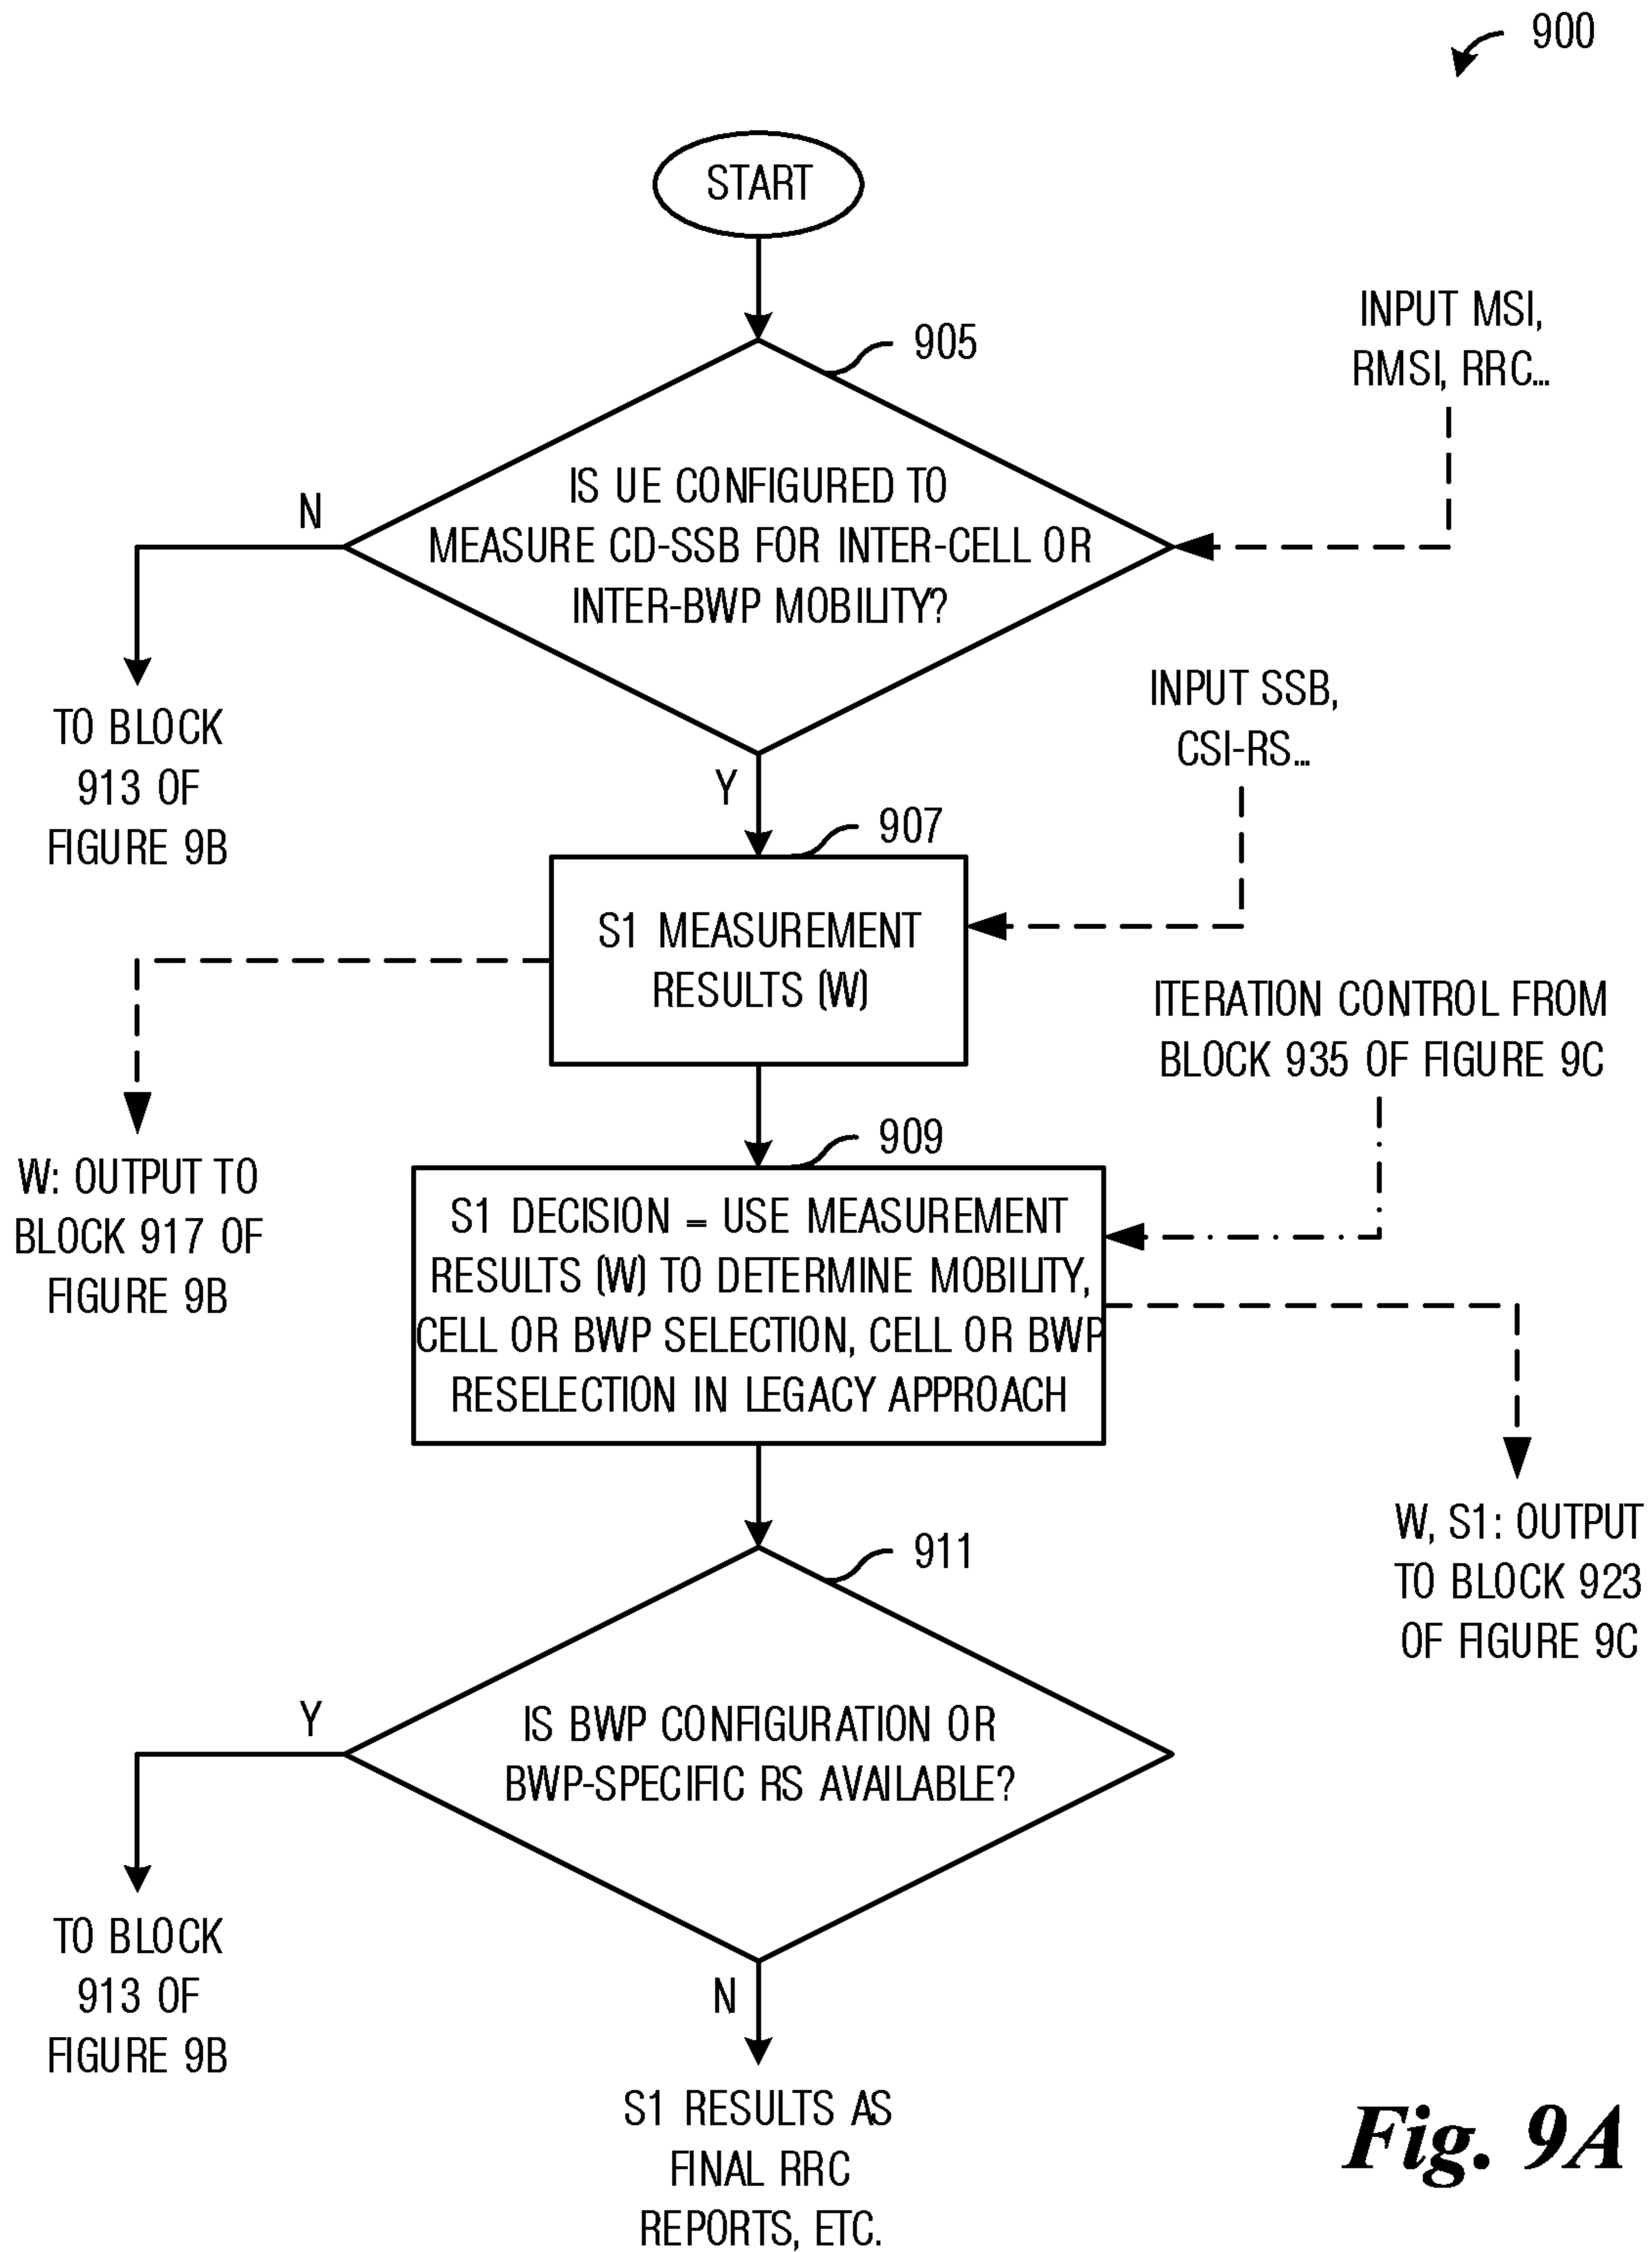 900
START
905
INPUT MSI,
RMSI, RRC...
IS UE CONFIGURED TO
MEASURE CD-SSB FOR INTER-CELL OR
INTER-BWP MOBILITY?
N
TO BLOCK
913 OF
FIGURE 9B
Y
INPUT SSB,
CSI-RS...
907
S1 MEASUREMENT
RESULTS (W)
W: OUTPUT TO
BLOCK 917 OF
FIGURE 9B
ITERATION CONTROL FROM
BLOCK 935 OF FIGURE 9C
909
S1 DECISION = USE MEASUREMENT
RESULTS (W) TO DETERMINE MOBILITY,
CELL OR BWP SELECTION, CELL OR BWP
RESELECTION IN LEGACY APPROACH
W, S1: OUTPUT
TO BLOCK 923
OF FIGURE 9C
911
IS BWP CONFIGURATION OR
BWP-SPECIFIC RS AVAILABLE?
Y
TO BLOCK
913 OF
FIGURE 9B
N
S1 RESULTS AS
FINAL RRC
REPORTS, ETC.
Fig. 9A